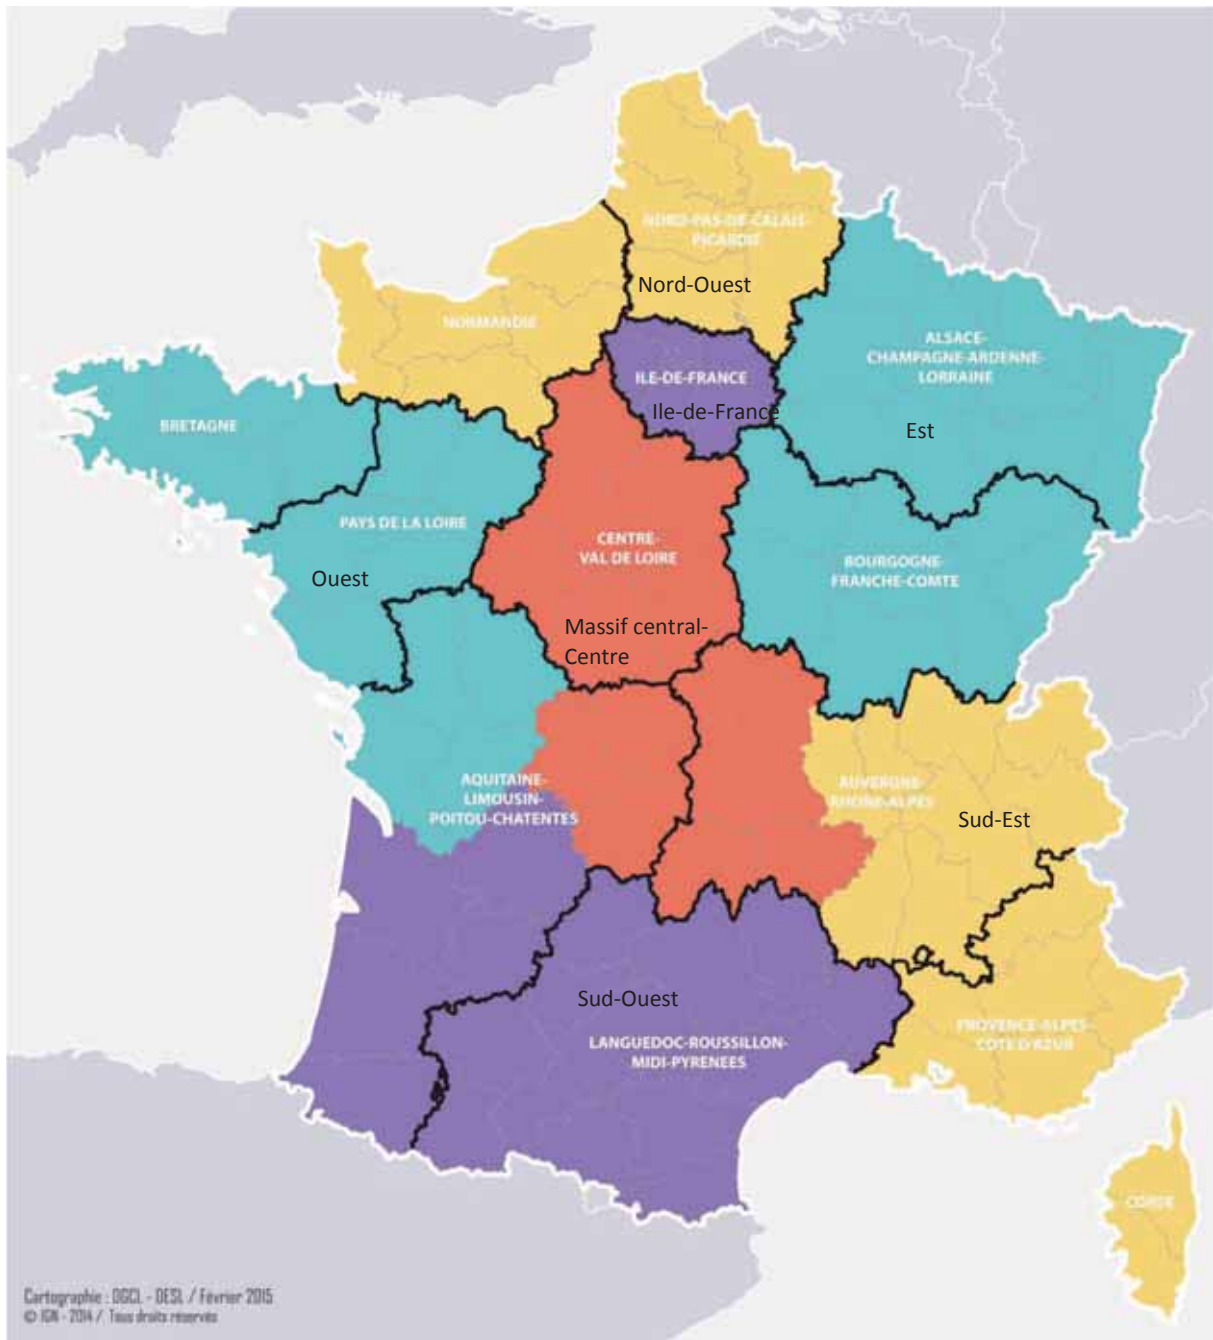 NORD-PAS-DE-CALAIS-
PICARDIE
Nord-Ouest
NORMANDIE
ILE-DE-FRANCE
Ile-de-France
ALSACE-
CHAMPAGNE-ARDENNE-
LORRAINE
Est
BRETAGNE
PAYS DE LA LOIRE
Ouest
CENTRE-
VAL DE LOIRE
Massif central-
Centre
BOURGOGNE-
FRANCHE-COMTE
AQUITAINE-
LIMOUSIN-
POITOU-CHATENTES
AUVERGNE-
RHONE-ALPES
Sud-Est
Sud-Ouest
LANGUEDOC-ROUSSILLON-
MIDI-PYRENEES
PROVENCE-ALPES-
COTE D'AZUR
CORSE
Cartographie : DGCL - DESL / Février 2015
© IGN - 2014 / Tous droits réservés